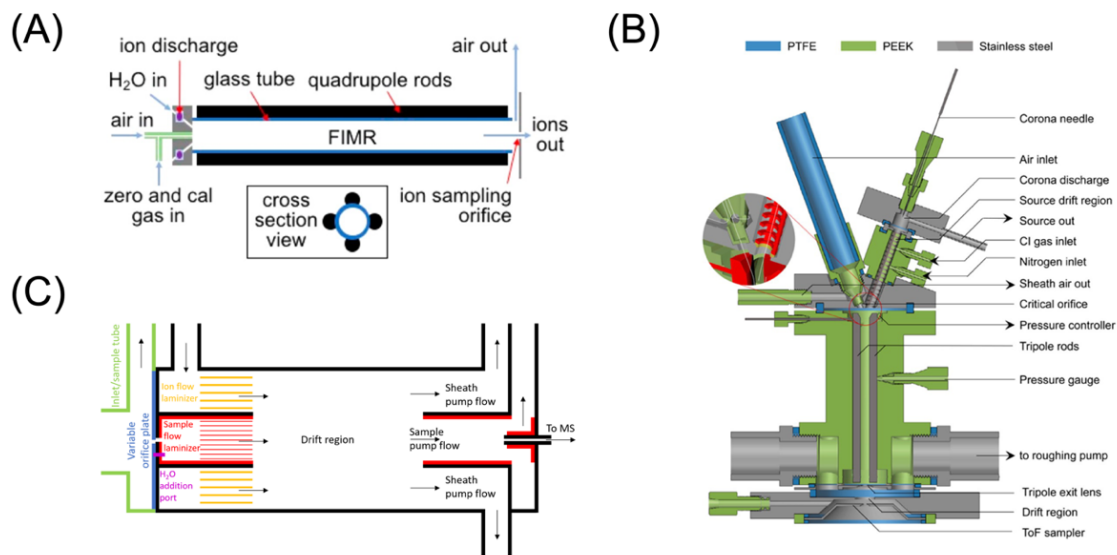 (A)
ion discharge
H₂O in
glass tube
quadrupole rods
air out
air in
FIMR
ions
out
zero and cal
gas in
cross
section
view
ion sampling
orifice
(B)
PTFE
PEEK
Stainless steel
Corona needle
Air inlet
Corona discharge
Source drift region
Source out
CI gas inlet
Nitrogen inlet
Sheath air out
Critical orifice
Pressure controller
Tripole rods
Pressure gauge
to roughing pump
Tripole exit lens
Drift region
ToF sampler
(C)
Inlet/sample tube
Variable
orifice plate
Ion flow
laminizer
Sample
flow
laminizer
H₂O
addition
port
Drift region
Sheath
pump flow
Sample
pump flow
Sheath
pump flow
To MS